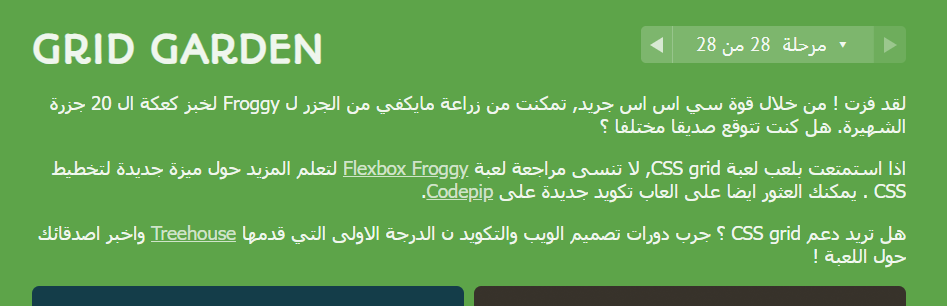 GRID GARDEN
مرحلة 28 من 28
لقد فزت ! من خلال قوة سي اس اس جريد, تمكنت من زراعة مايكفي من الجزر ل Froggy لخبز كعكة ال 20 جزرة
الشهيرة. هل كنت تتوقع صديقا مختلفا ؟
اذا استمتعت بلعب لعبة CSS grid, لا تنسى مراجعة لعبة Flexbox Froggy لتعلم المزيد حول ميزة جديدة لتخطيط
CSS . يمكنك العثور ايضا على العاب تكويد جديدة على Codepip.
هل تريد دعم CSS grid ؟ جرب دورات تصميم الويب والتكويد ن الدرجة الاولى التي قدمها Treehouse واخبر اصدقائك
حول اللعبة !